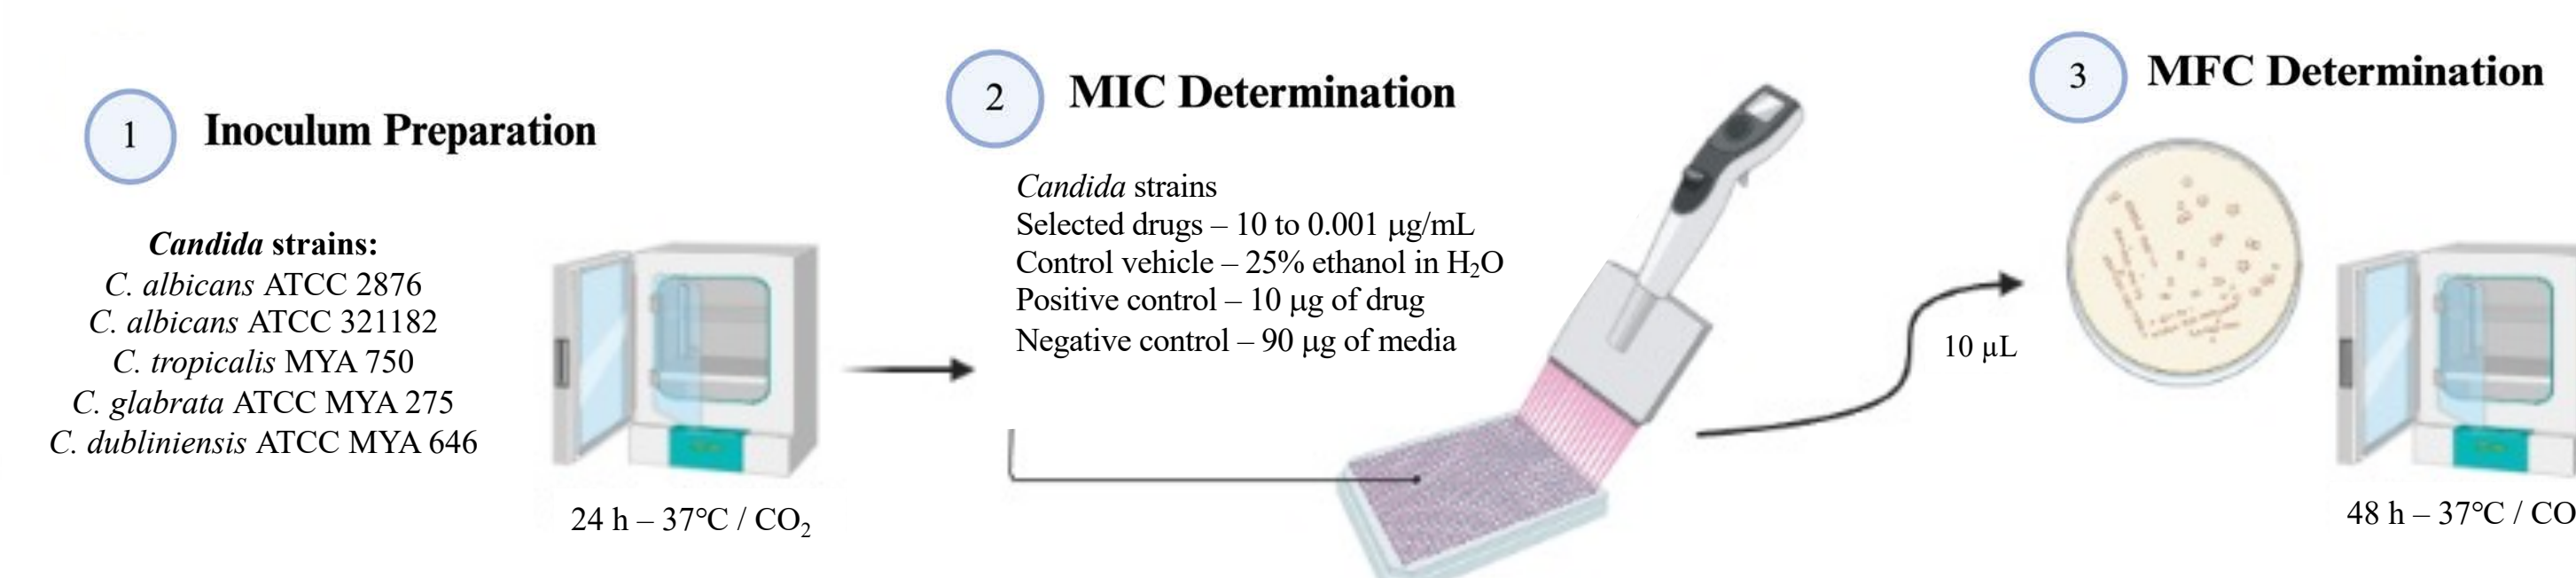 1
Inoculum Preparation
Candida strains:
C. albicans ATCC 2876
C. albicans ATCC 321182
C. tropicalis MYA 750
C. glabrata ATCC MYA 275
C. dubliniensis ATCC MYA 646
24 h – 37°C / CO₂
2
MIC Determination
Candida strains
Selected drugs – 10 to 0.001 µg/mL
Control vehicle – 25% ethanol in H₂O
Positive control – 10 µg of drug
Negative control – 90 µg of media
10 µL
3
MFC Determination
48 h – 37°C / CO